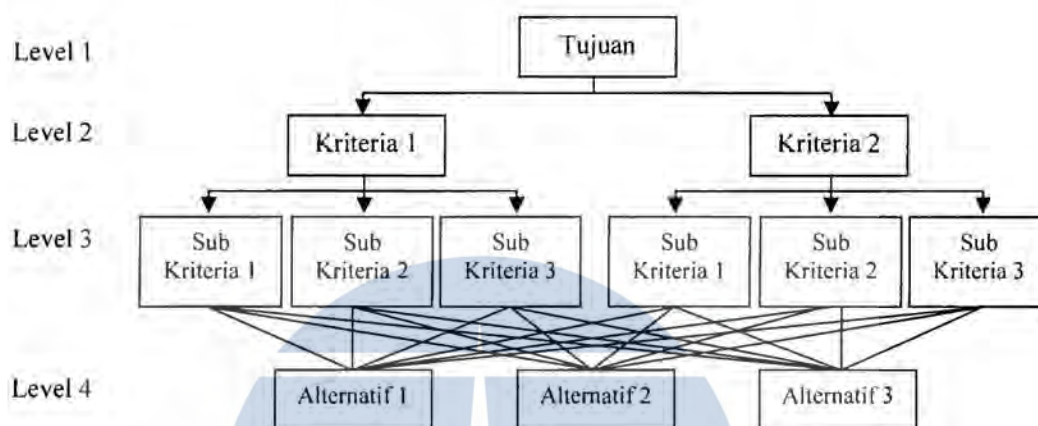 Level 1
Tujuan
Level 2
Kriteria 1
Kriteria 2
Level 3
Sub
Kriteria 1
Sub
Kriteria 2
Sub
Kriteria 3
Sub
Kriteria 1
Sub
Kriteria 2
Sub
Kriteria 3
Level 4
Alternatif 1
Alternatif 2
Alternatif 3